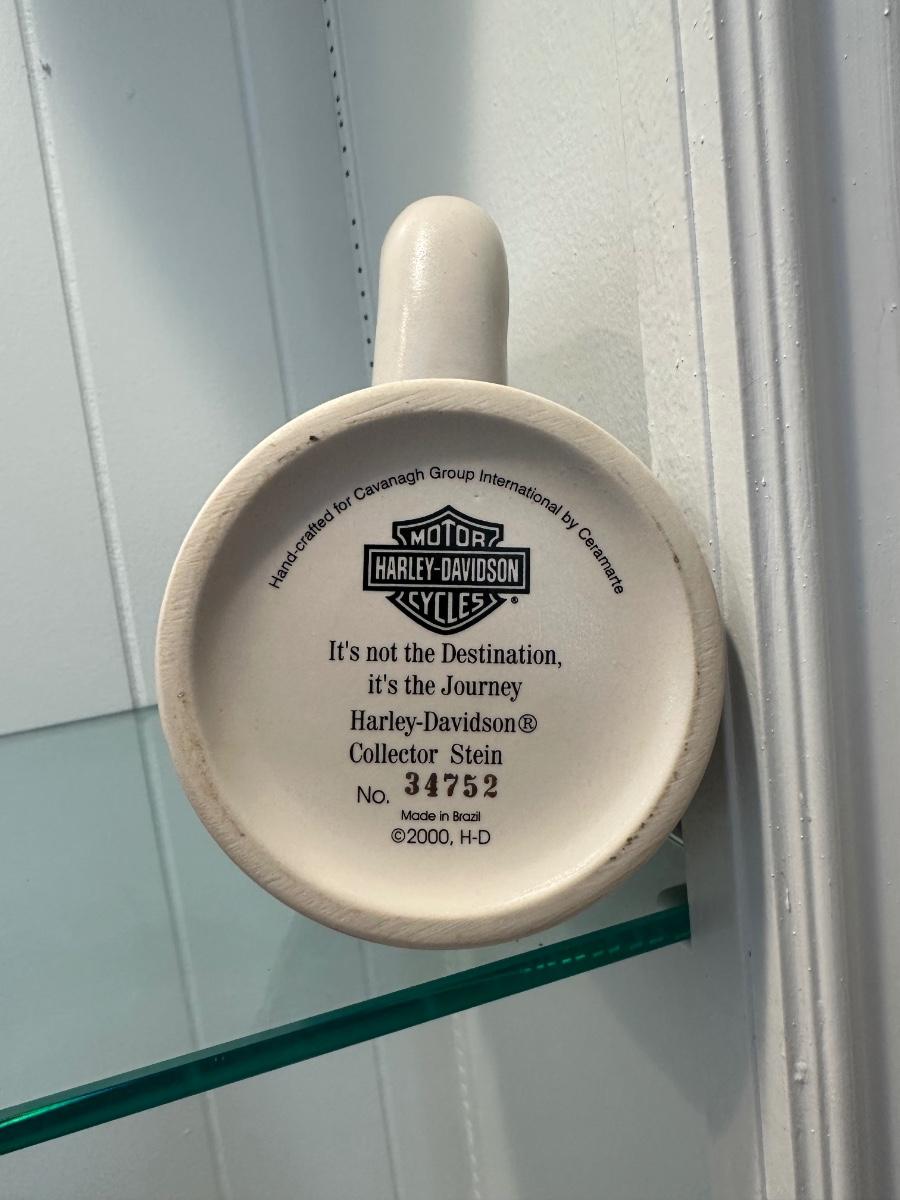 Hand-crafted for Cavanagh Group International by Ceramarte
MOTOR
HARLEY-DAVIDSON
CYCLES®
It's not the Destination,
it's the Journey
Harley-Davidson®
Collector Stein
No. 34752
Made in Brazil
©2000, H-D